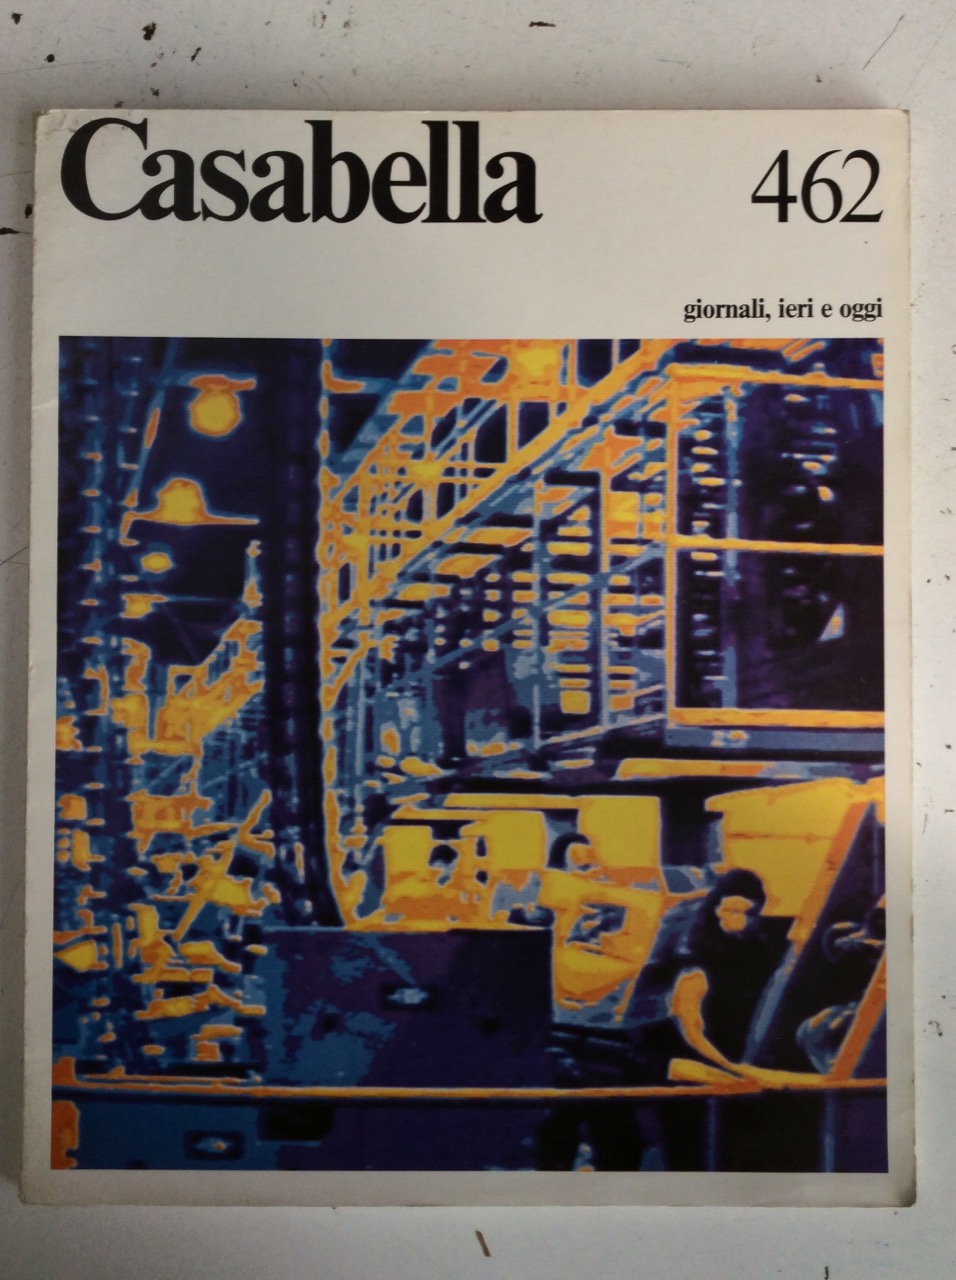 Casabella
462
giornali, ieri e oggi